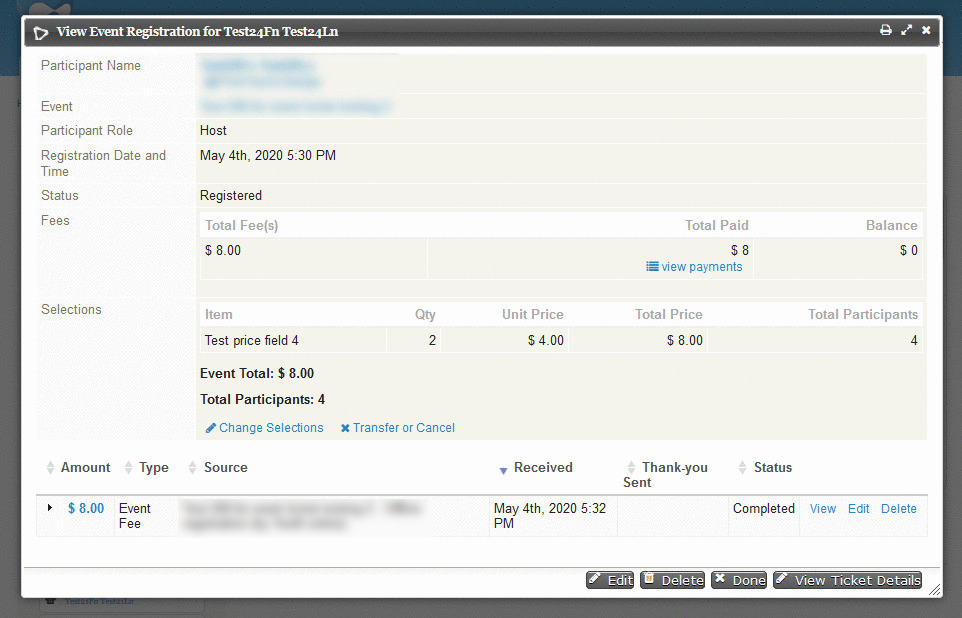 View Event Registration for Test24Fn Test24Ln
Participant Name
Event
Participant Role Host
Registration Date and Time May 4th, 2020 5:30 PM
Status Registered
Fees
Total Fee(s) Total Paid Balance
$ 8.00 $ 8 $ 0
view payments
Selections
Item Qty Unit Price Total Price Total Participants
Test price field 4 2 $ 4.00 $ 8.00 4
Event Total: $ 8.00
Total Participants: 4
Change Selections Transfer or Cancel
Amount Type Source Received Thank-you Sent Status
$ 8.00 Event Fee May 4th, 2020 5:32 PM Completed View Edit Delete
Edit Delete Done View Ticket Details